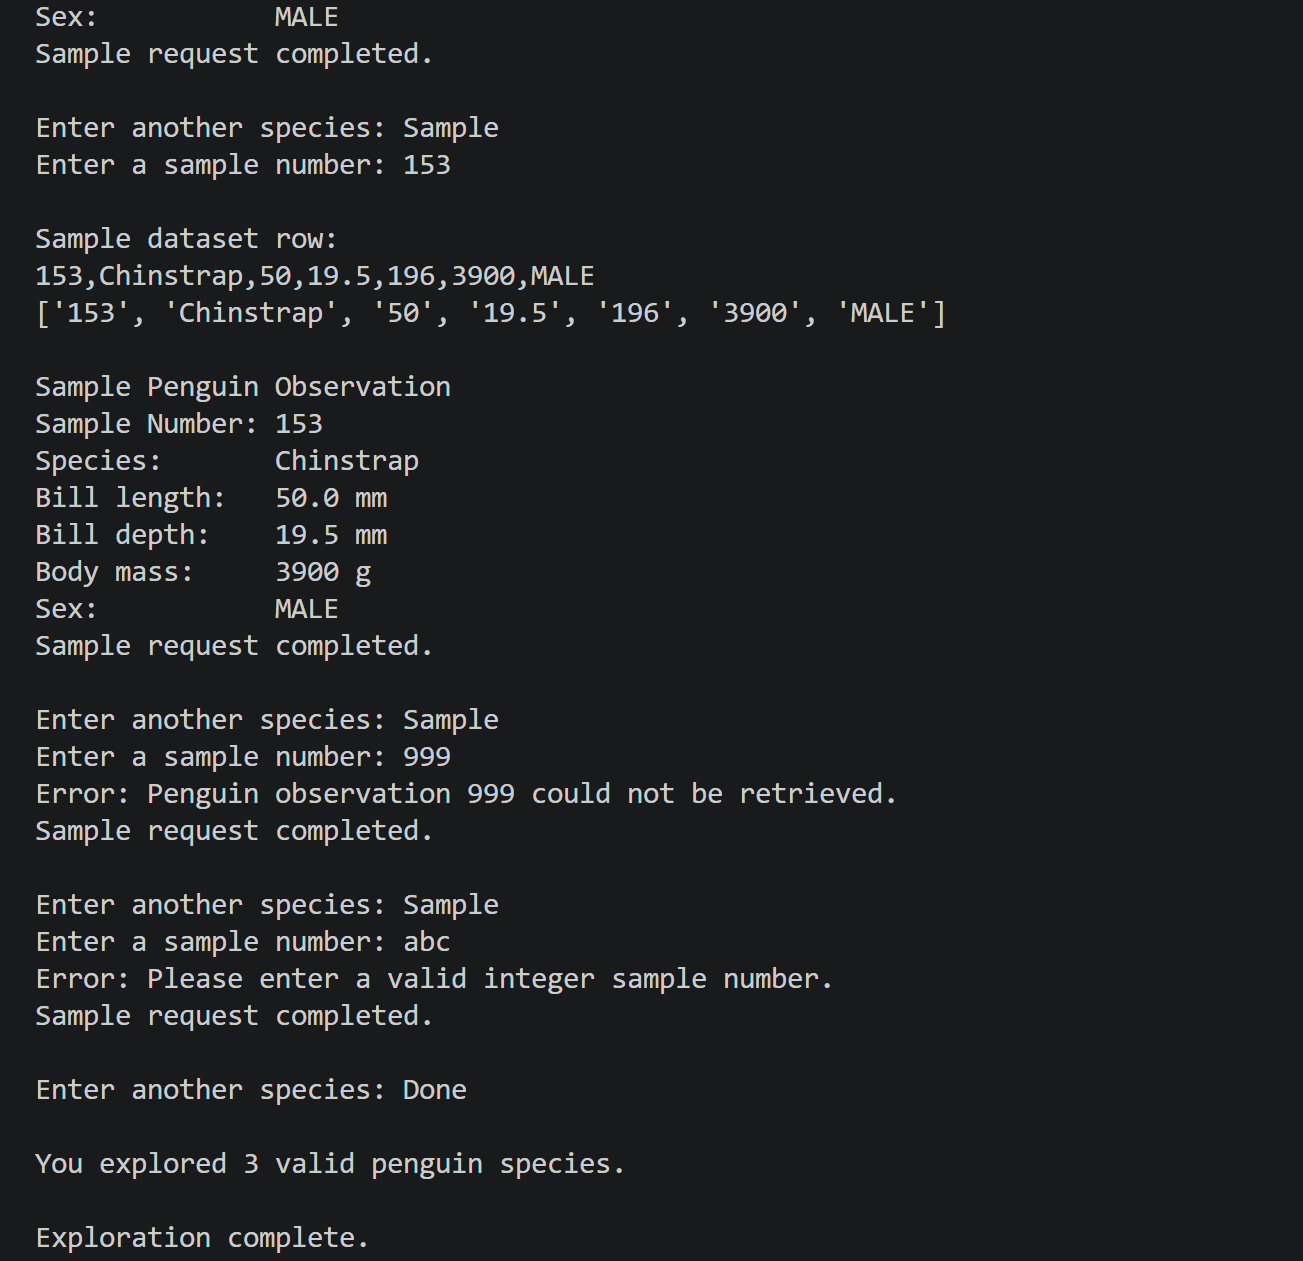 Sex:           MALE
Sample request completed.

Enter another species: Sample
Enter a sample number: 153

Sample dataset row:
153,Chinstrap,50,19.5,196,3900,MALE
['153', 'Chinstrap', '50', '19.5', '196', '3900', 'MALE']

Sample Penguin Observation
Sample Number: 153
Species:       Chinstrap
Bill length:   50.0 mm
Bill depth:    19.5 mm
Body mass:     3900 g
Sex:           MALE
Sample request completed.

Enter another species: Sample
Enter a sample number: 999
Error: Penguin observation 999 could not be retrieved.
Sample request completed.

Enter another species: Sample
Enter a sample number: abc
Error: Please enter a valid integer sample number.
Sample request completed.

Enter another species: Done

You explored 3 valid penguin species.

Exploration complete.